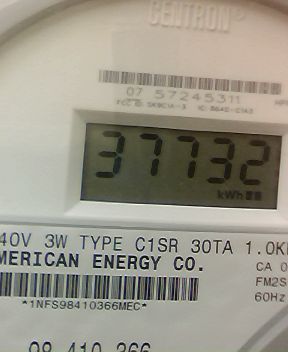 CENTRON®
07 57245311
37732
kWh
40V 3W TYPE C1SR 30TA 1.0K
MERICAN ENERGY CO.
CA 0
FM2S
60Hz
*1NFS98410366MEC*
98 410 366